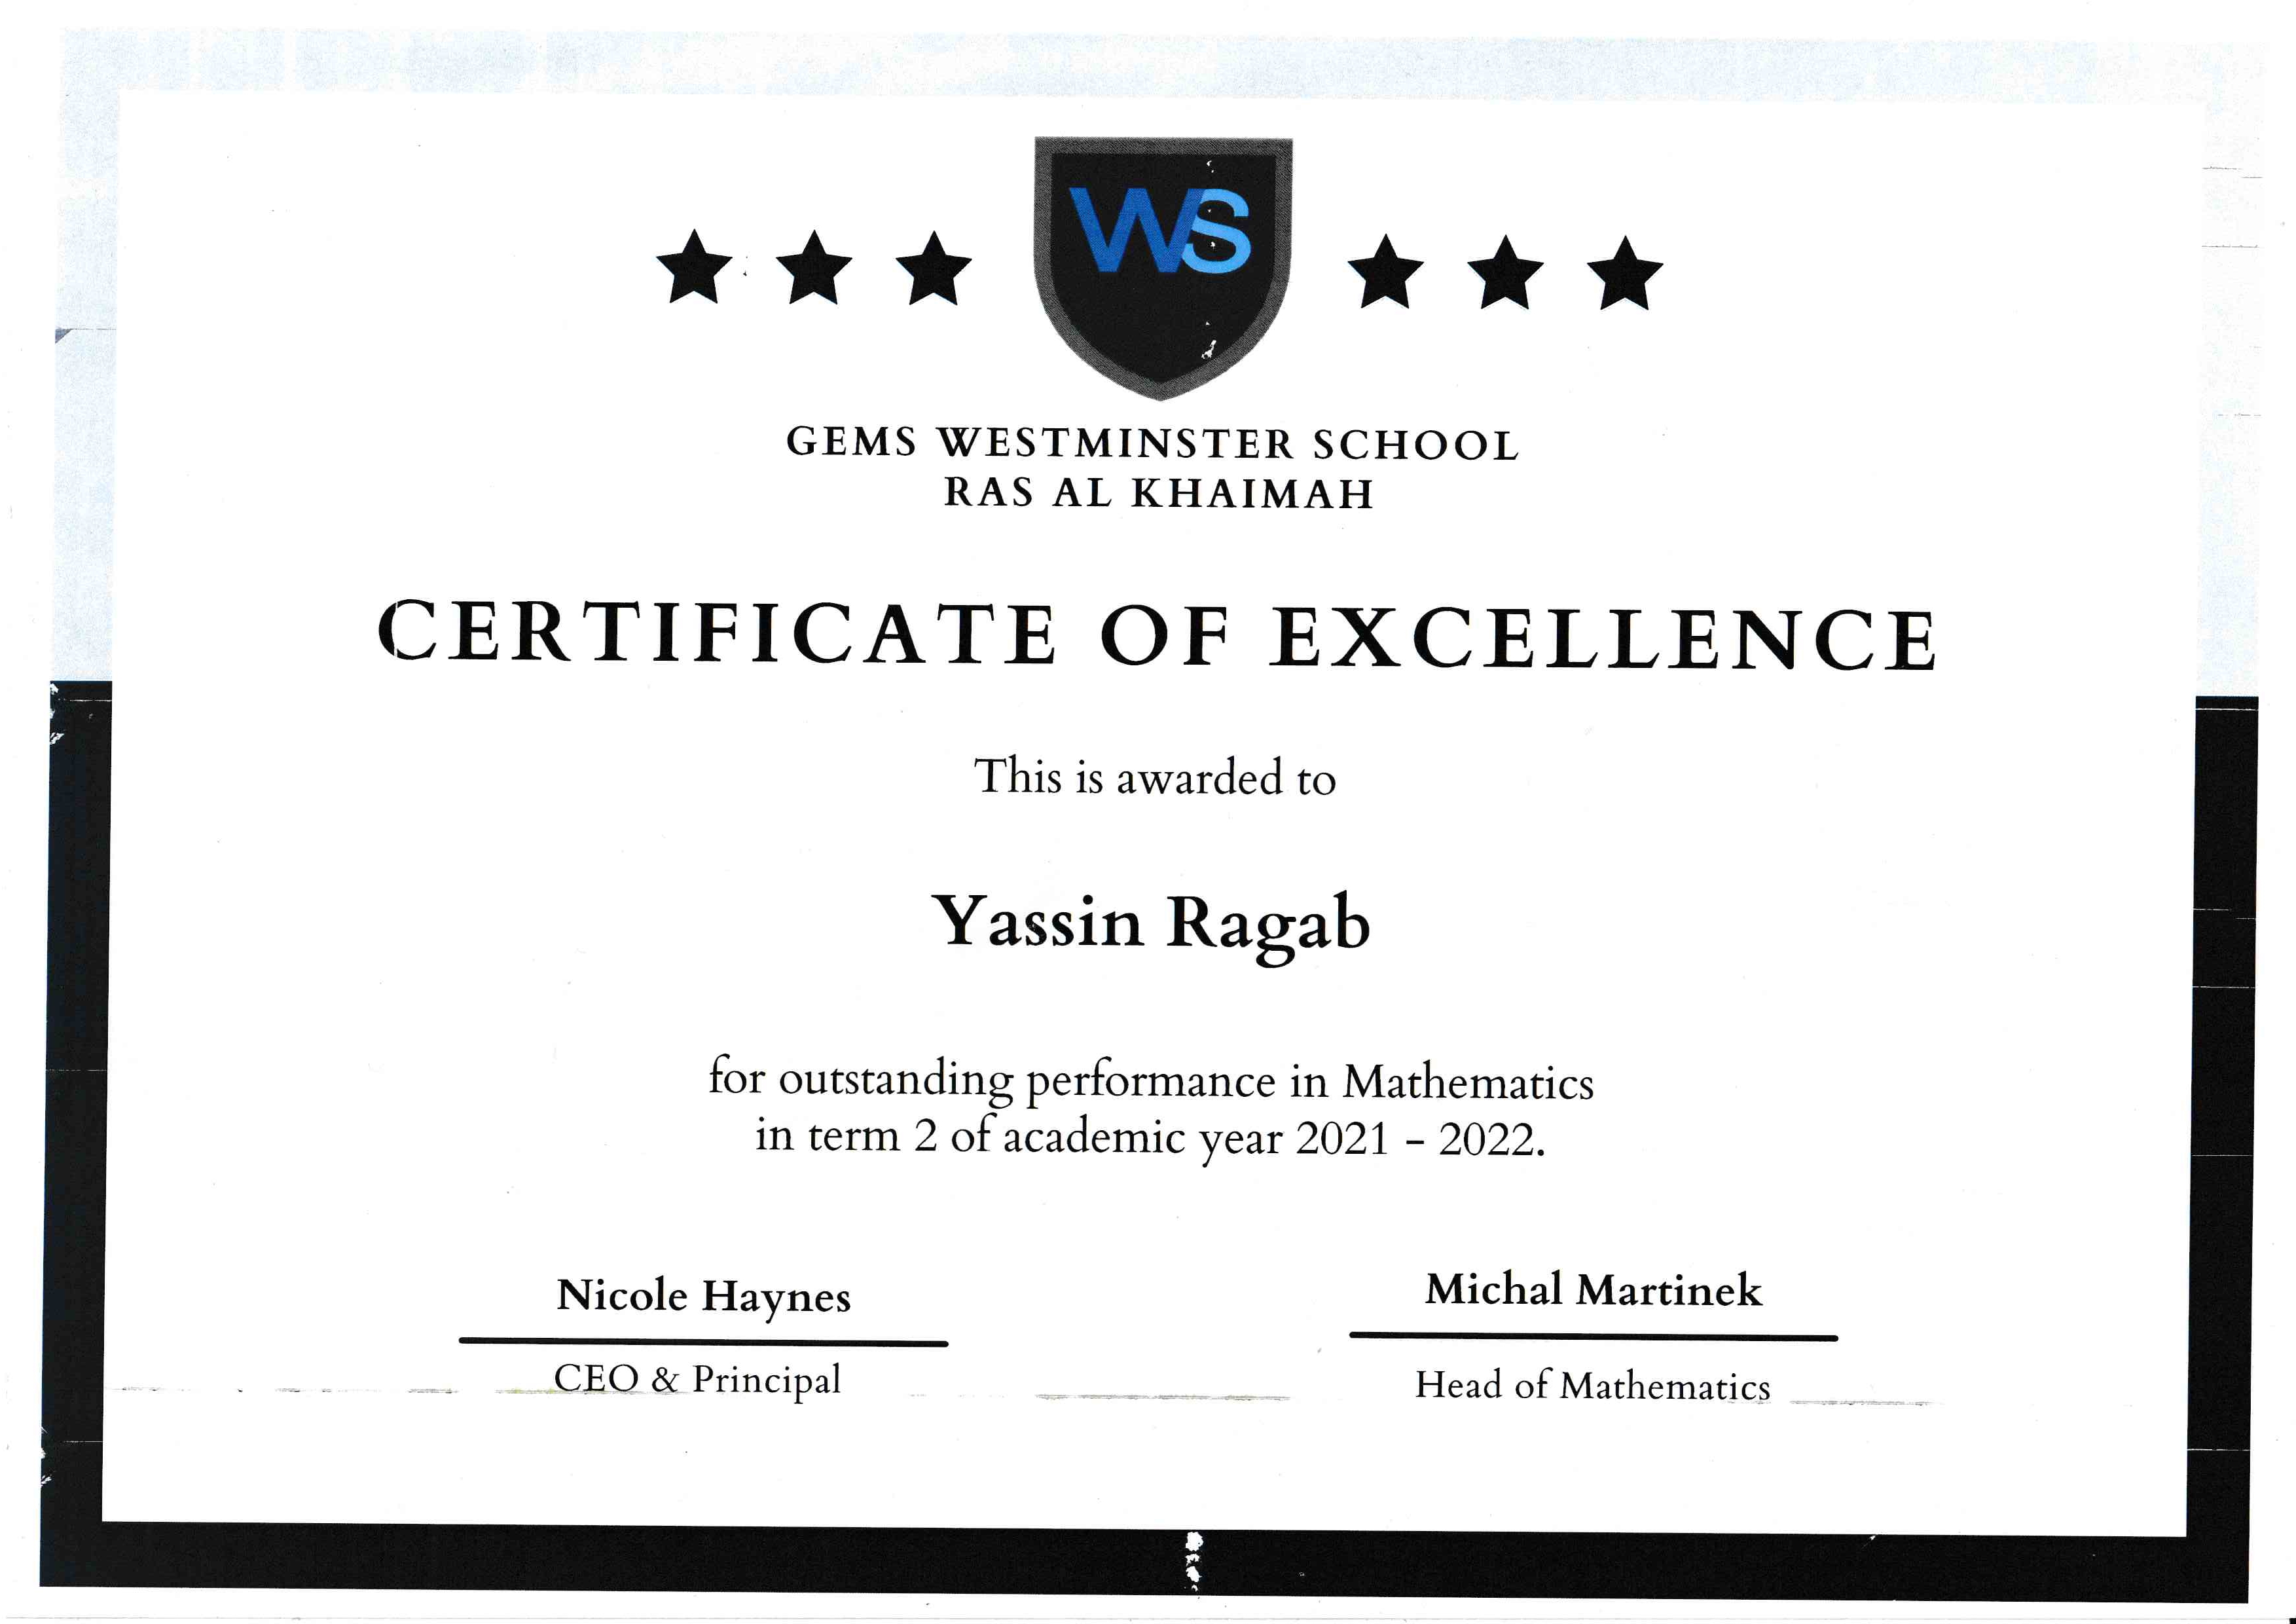 WS
GEMS WESTMINSTER SCHOOL
RAS AL KHAIMAH
CERTIFICATE OF EXCELLENCE
This is awarded to
Yassin Ragab
for outstanding performance in Mathematics
in term 2 of academic year 2021 - 2022.
Nicole Haynes
CEO & Principal
Michal Martinek
Head of Mathematics